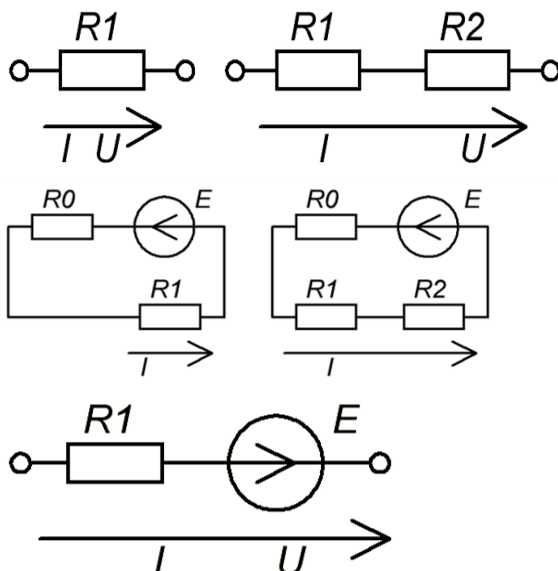 R1 R1 R2
I U I U
R0 E R0 E
R1 R1 R2
I I
R1 E
I U